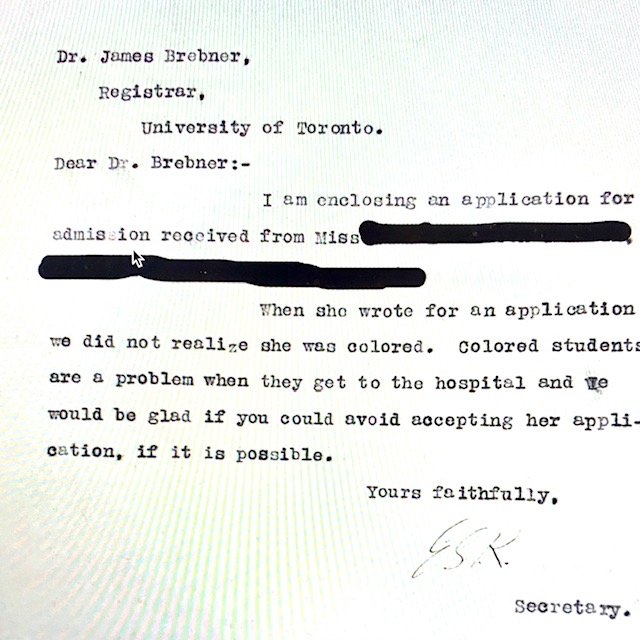 Dr. James Brebner,
Registrar,
University of Toronto.
Dear Dr. Brebner:-
I am enclosing an application for
admission received from Miss
When she wrote for an application
we did not realize she was colored. Colored students
are a problem when they get to the hospital and we
would be glad if you could avoid accepting her appli-
cation, if it is possible.
Yours faithfully,
E.S.R.
Secretary.